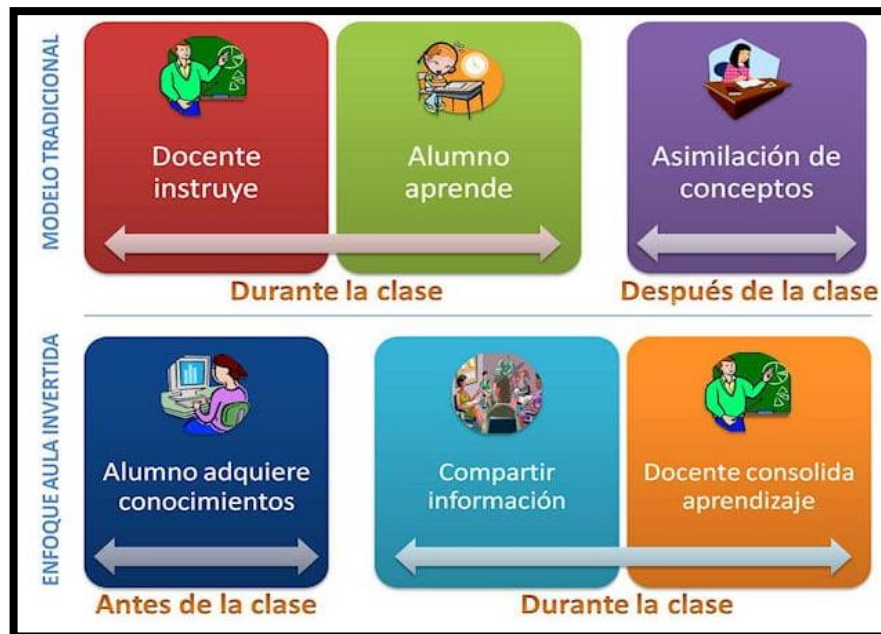 MODELO TRADICIONAL
Docente
instruye
Alumno
aprende
Asimilación de
conceptos
Durante la clase
Después de la clase
ENFOQUE AULA INVERTIDA
Alumno adquiere
conocimientos
Compartir
información
Docente consolida
aprendizaje
Antes de la clase
Durante la clase